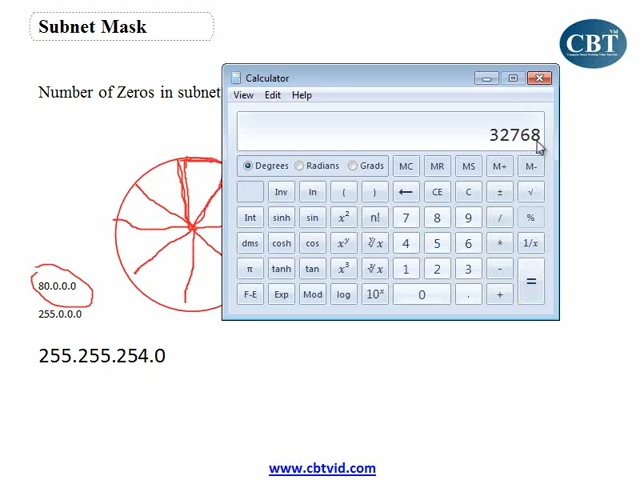 Subnet Mask
Vid
CBT
Number of Zeros in subnet
Calculator
View Edit Help
32768
Degrees Radians Grads MC MR MS M+ M-
Inv ln ( ) ← CE C ± √
Int sinh sin x² n! 7 8 9 / %
dms cosh cos xʸ ʸ√x 4 5 6 * 1/x
π tanh tan x³ ³√x 1 2 3 - =
F-E Exp Mod log 10ˣ 0 . +
80.0.0.0
255.0.0.0
255.255.254.0
www.cbtvid.com